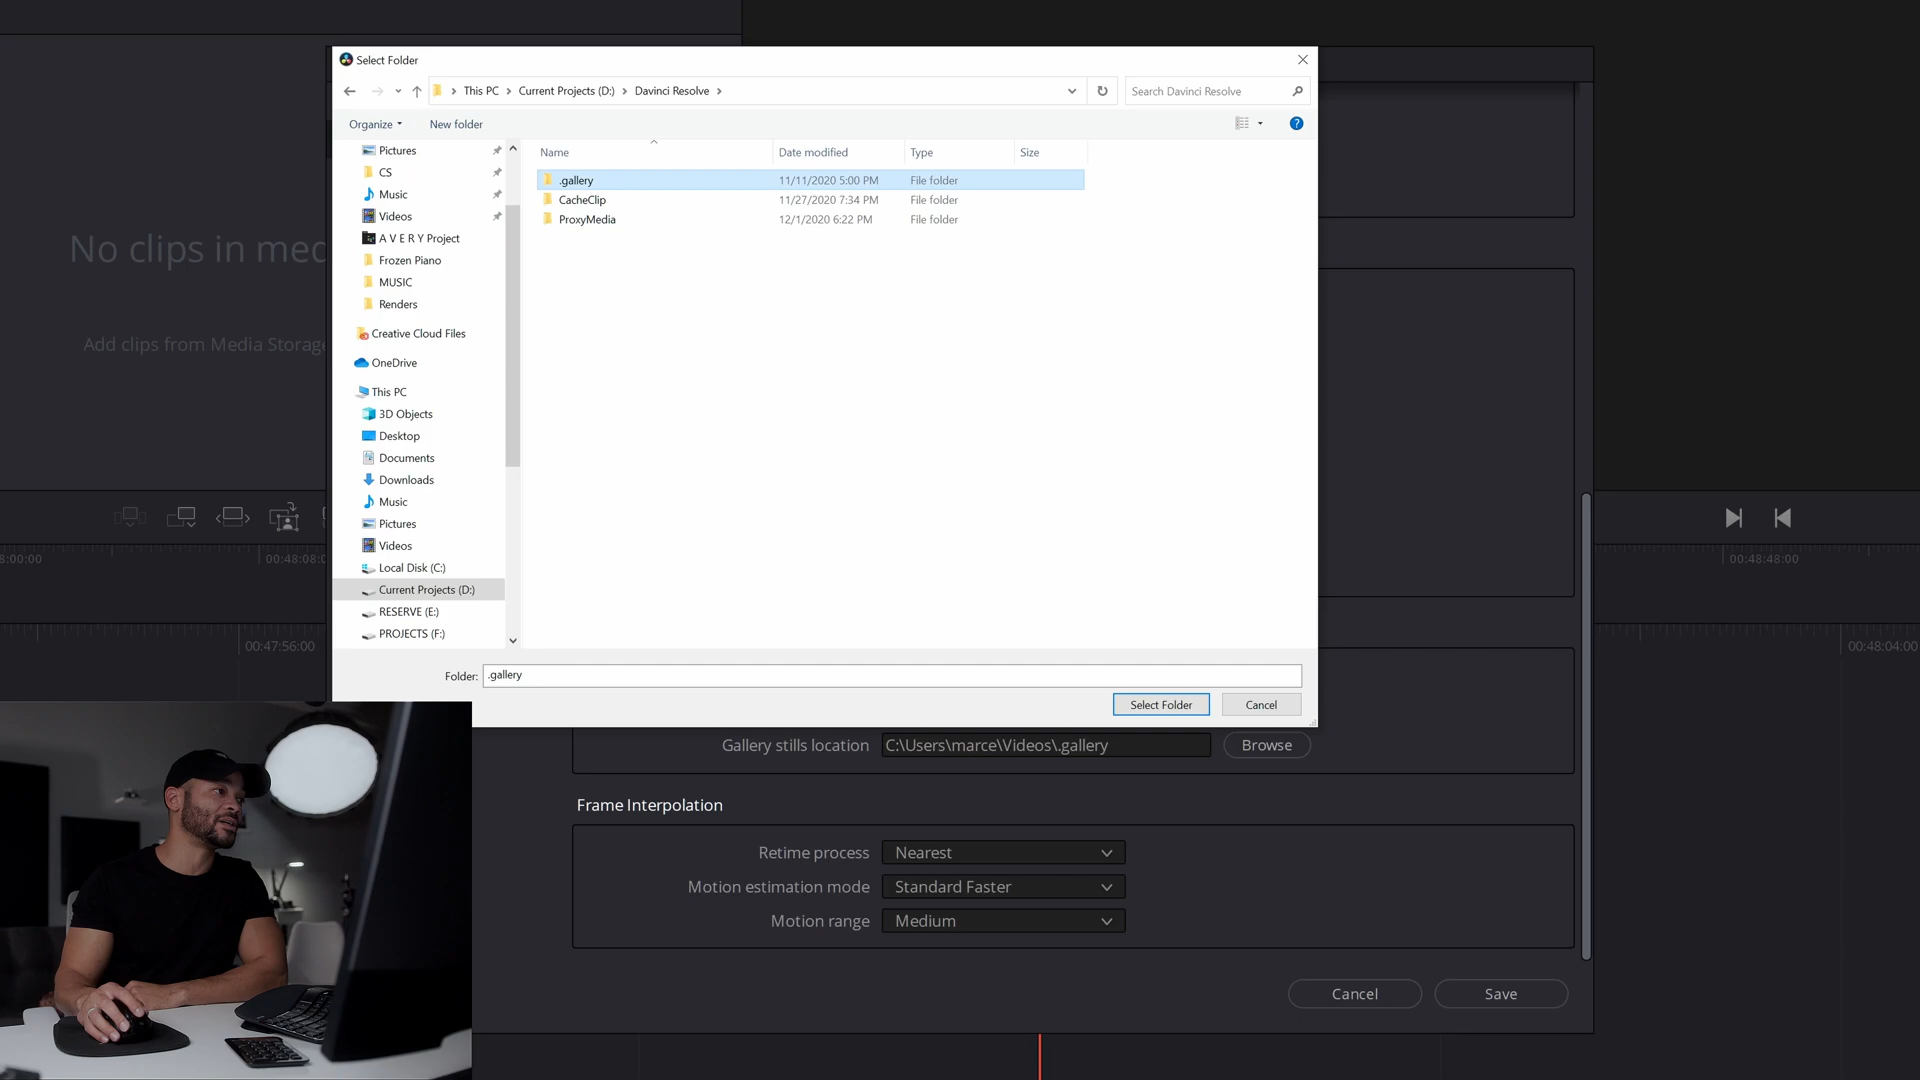 Select Folder
This PC > Current Projects (D:) > Davinci Resolve >
Search Davinci Resolve
Organize
New folder
Pictures
CS
Music
Videos
A V E R Y Project
Frozen Piano
MUSIC
Renders
Creative Cloud Files
OneDrive
This PC
3D Objects
Desktop
Documents
Downloads
Music
Pictures
Videos
Local Disk (C:)
Current Projects (D:)
RESERVE (E:)
PROJECTS (F:)
Name Date modified Type Size
.gallery 11/11/2020 5:00 PM File folder
CacheClip 11/27/2020 7:34 PM File folder
ProxyMedia 12/1/2020 6:22 PM File folder
Folder: .gallery
Select Folder Cancel
No clips in med
Add clips from Media Storage
8:00:00
00:48:08:0
00:48:48:00
00:47:56:00
00:48:04:00
Gallery stills location C:\Users\marce\Videos\.gallery Browse
Frame Interpolation
Retime process Nearest
Motion estimation mode Standard Faster
Motion range Medium
Cancel Save